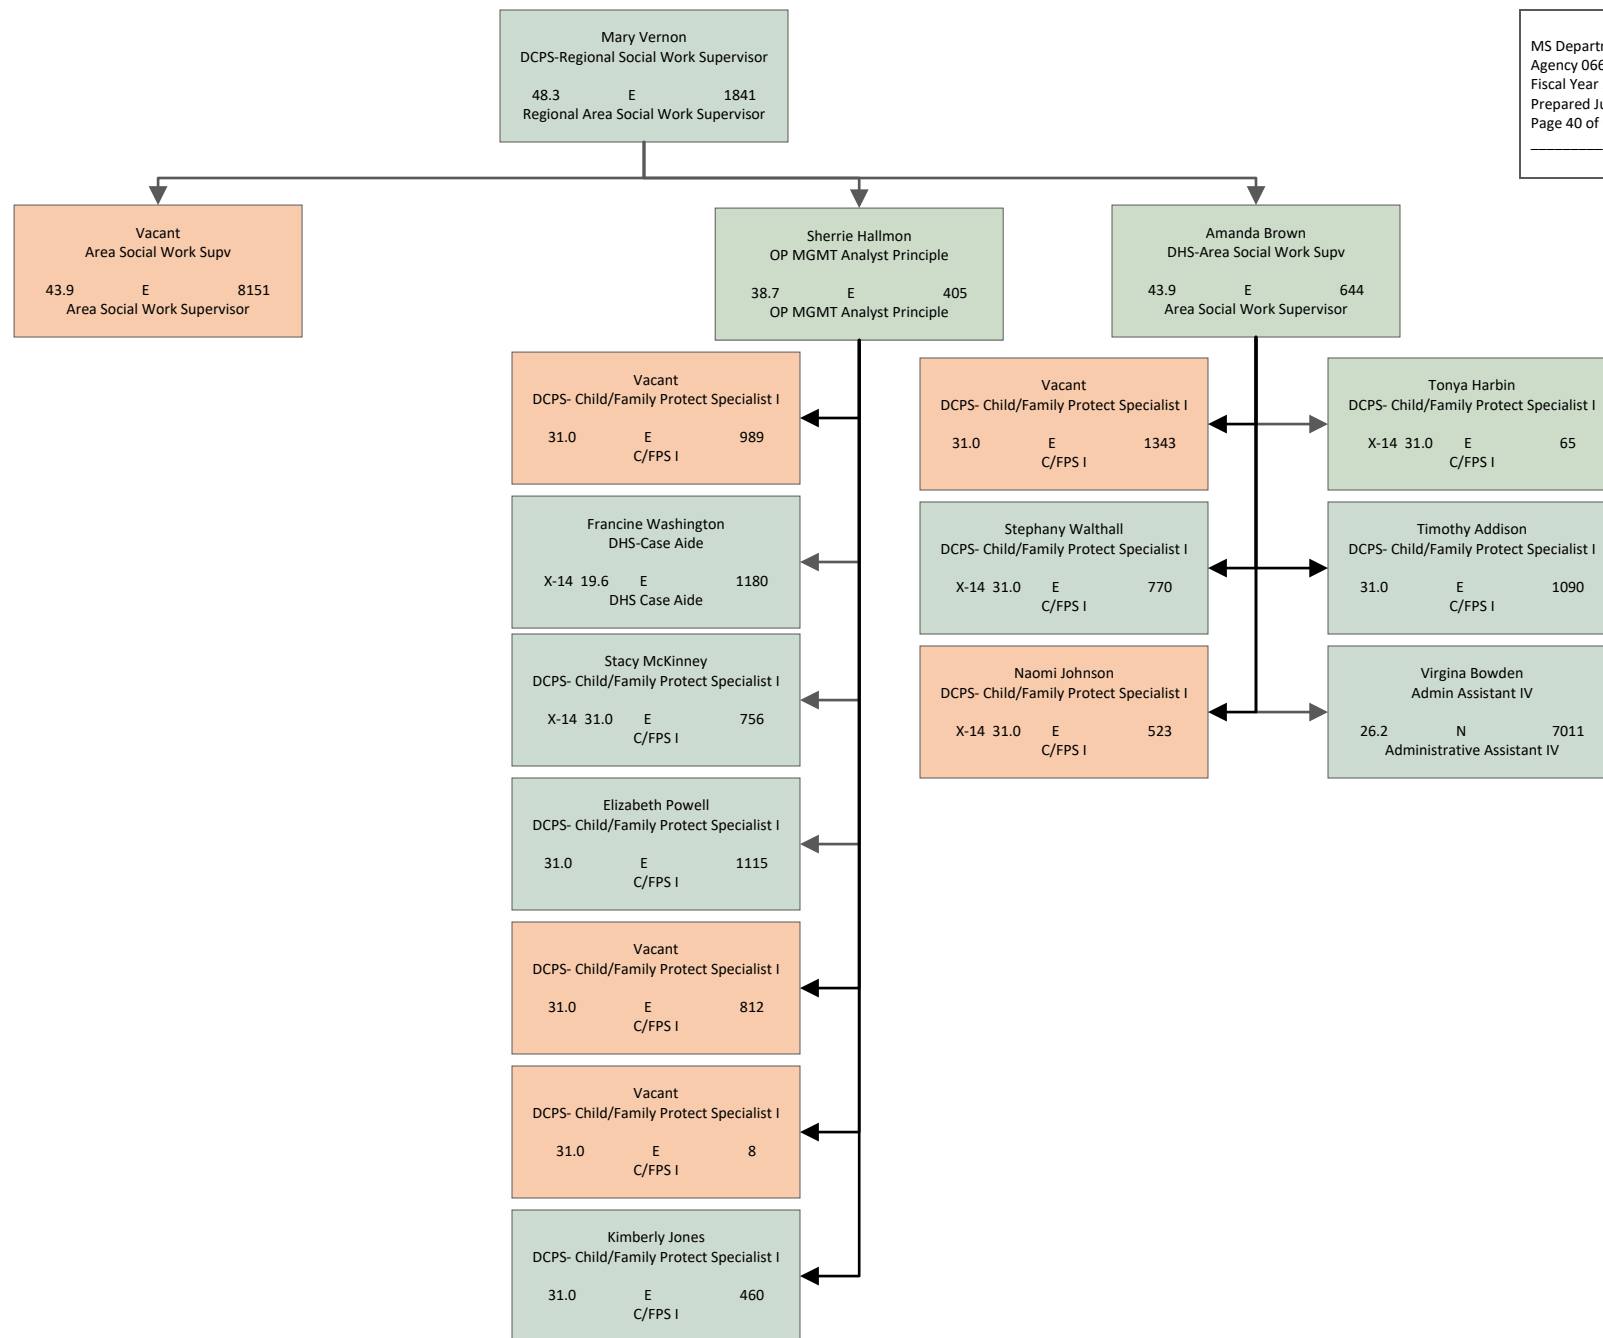 Mary Vernon
DCPS-Regional Social Work Supervisor
48.3 E 1841
Regional Area Social Work Supervisor
MS Departm
Agency 066
Fiscal Year
Prepared Ju
Page 40 of
Vacant
Area Social Work Supv
43.9 E 8151
Area Social Work Supervisor
Sherrie Hallmon
OP MGMT Analyst Principle
38.7 E 405
OP MGMT Analyst Principle
Amanda Brown
DHS-Area Social Work Supv
43.9 E 644
Area Social Work Supervisor
Vacant
DCPS- Child/Family Protect Specialist I
31.0 E 989
C/FPS I
Francine Washington
DHS-Case Aide
X-14 19.6 E 1180
DHS Case Aide
Stacy McKinney
DCPS- Child/Family Protect Specialist I
X-14 31.0 E 756
C/FPS I
Elizabeth Powell
DCPS- Child/Family Protect Specialist I
31.0 E 1115
C/FPS I
Vacant
DCPS- Child/Family Protect Specialist I
31.0 E 812
C/FPS I
Vacant
DCPS- Child/Family Protect Specialist I
31.0 E 8
C/FPS I
Kimberly Jones
DCPS- Child/Family Protect Specialist I
31.0 E 460
C/FPS I
Vacant
DCPS- Child/Family Protect Specialist I
31.0 E 1343
C/FPS I
Tonya Harbin
DCPS- Child/Family Protect Specialist I
X-14 31.0 E 65
C/FPS I
Stephany Walthall
DCPS- Child/Family Protect Specialist I
X-14 31.0 E 770
C/FPS I
Timothy Addison
DCPS- Child/Family Protect Specialist I
31.0 E 1090
C/FPS I
Naomi Johnson
DCPS- Child/Family Protect Specialist I
X-14 31.0 E 523
C/FPS I
Virgina Bowden
Admin Assistant IV
26.2 N 7011
Administrative Assistant IV